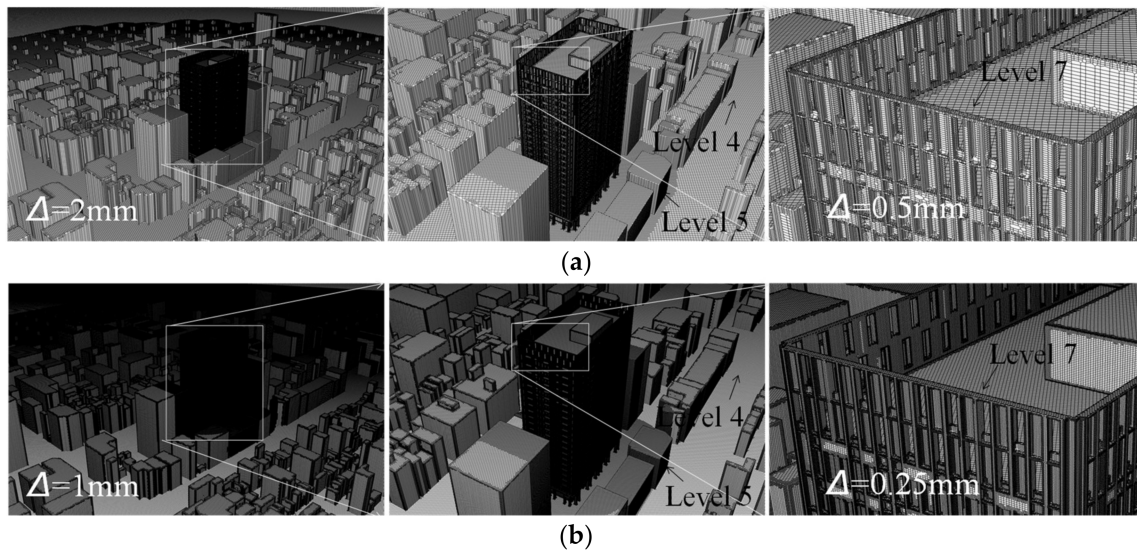 Δ=2mm
Level 4
Level 5
Level 7
Δ=0.5mm
(a)
Δ=1mm
Level 4
Level 5
Level 7
Δ=0.25mm
(b)